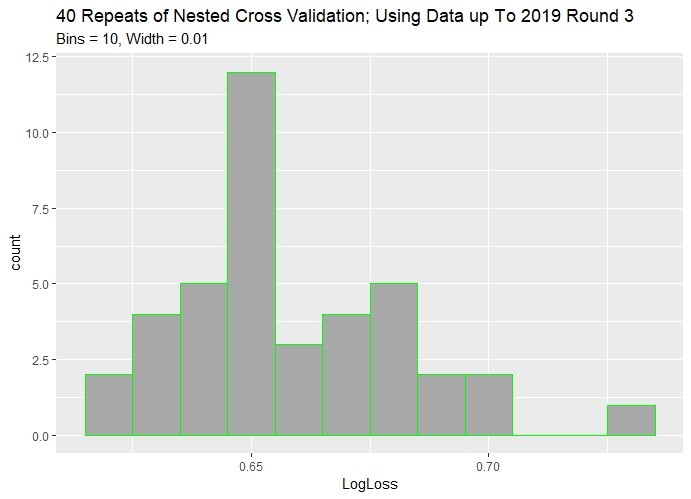 40 Repeats of Nested Cross Validation; Using Data up To 2019 Round 3
Bins = 10, Width = 0.01
12.5
10.0
7.5
5.0
2.5
0.0
count
0.65 0.70
LogLoss